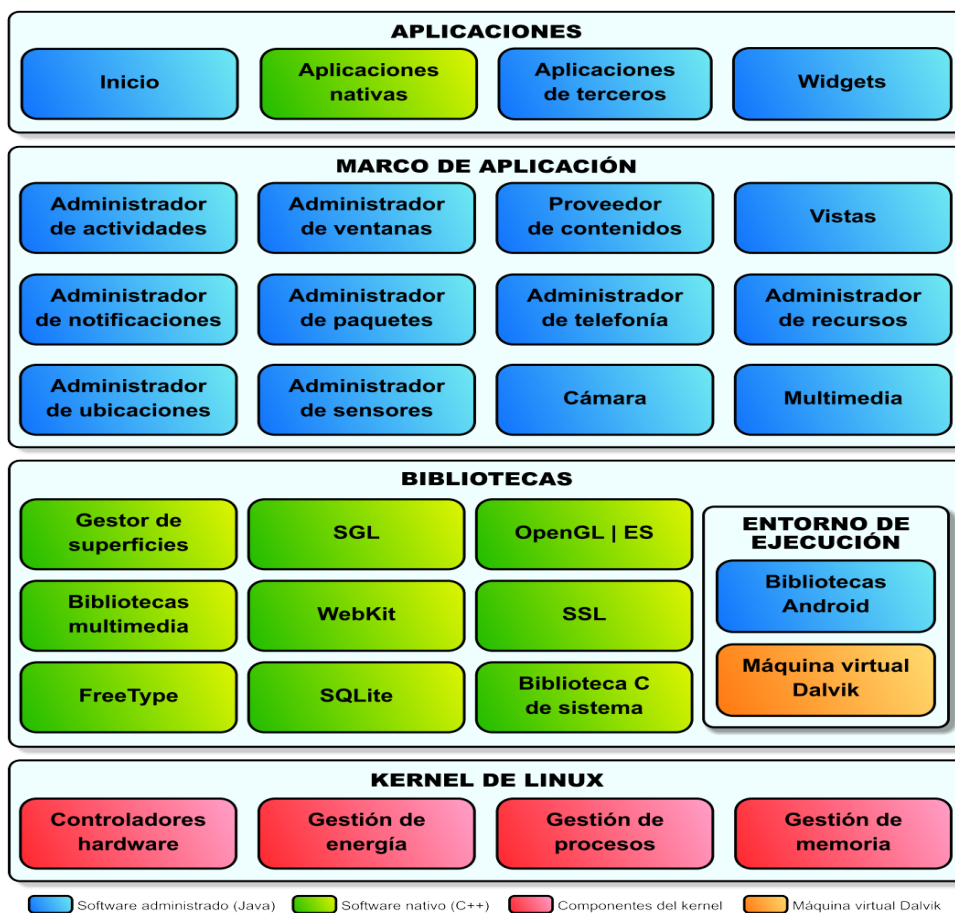 APLICACIONES
Inicio
Aplicaciones
nativas
Aplicaciones
de terceros
Widgets
MARCO DE APLICACIÓN
Administrador
de actividades
Administrador
de ventanas
Proveedor
de contenidos
Vistas
Administrador
de notificaciones
Administrador
de paquetes
Administrador
de telefonía
Administrador
de recursos
Administrador
de ubicaciones
Administrador
de sensores
Cámara
Multimedia
BIBLIOTECAS
Gestor de
superficies
SGL
OpenGL | ES
Bibliotecas
multimedia
WebKit
SSL
FreeType
SQLite
Biblioteca C
de sistema
ENTORNO DE
EJECUCIÓN
Bibliotecas
Android
Máquina virtual
Dalvik
KERNEL DE LINUX
Controladores
hardware
Gestión de
energía
Gestión de
procesos
Gestión de
memoria
Software administrado (Java)
Software nativo (C++)
Componentes del kernel
Máquina virtual Dalvik